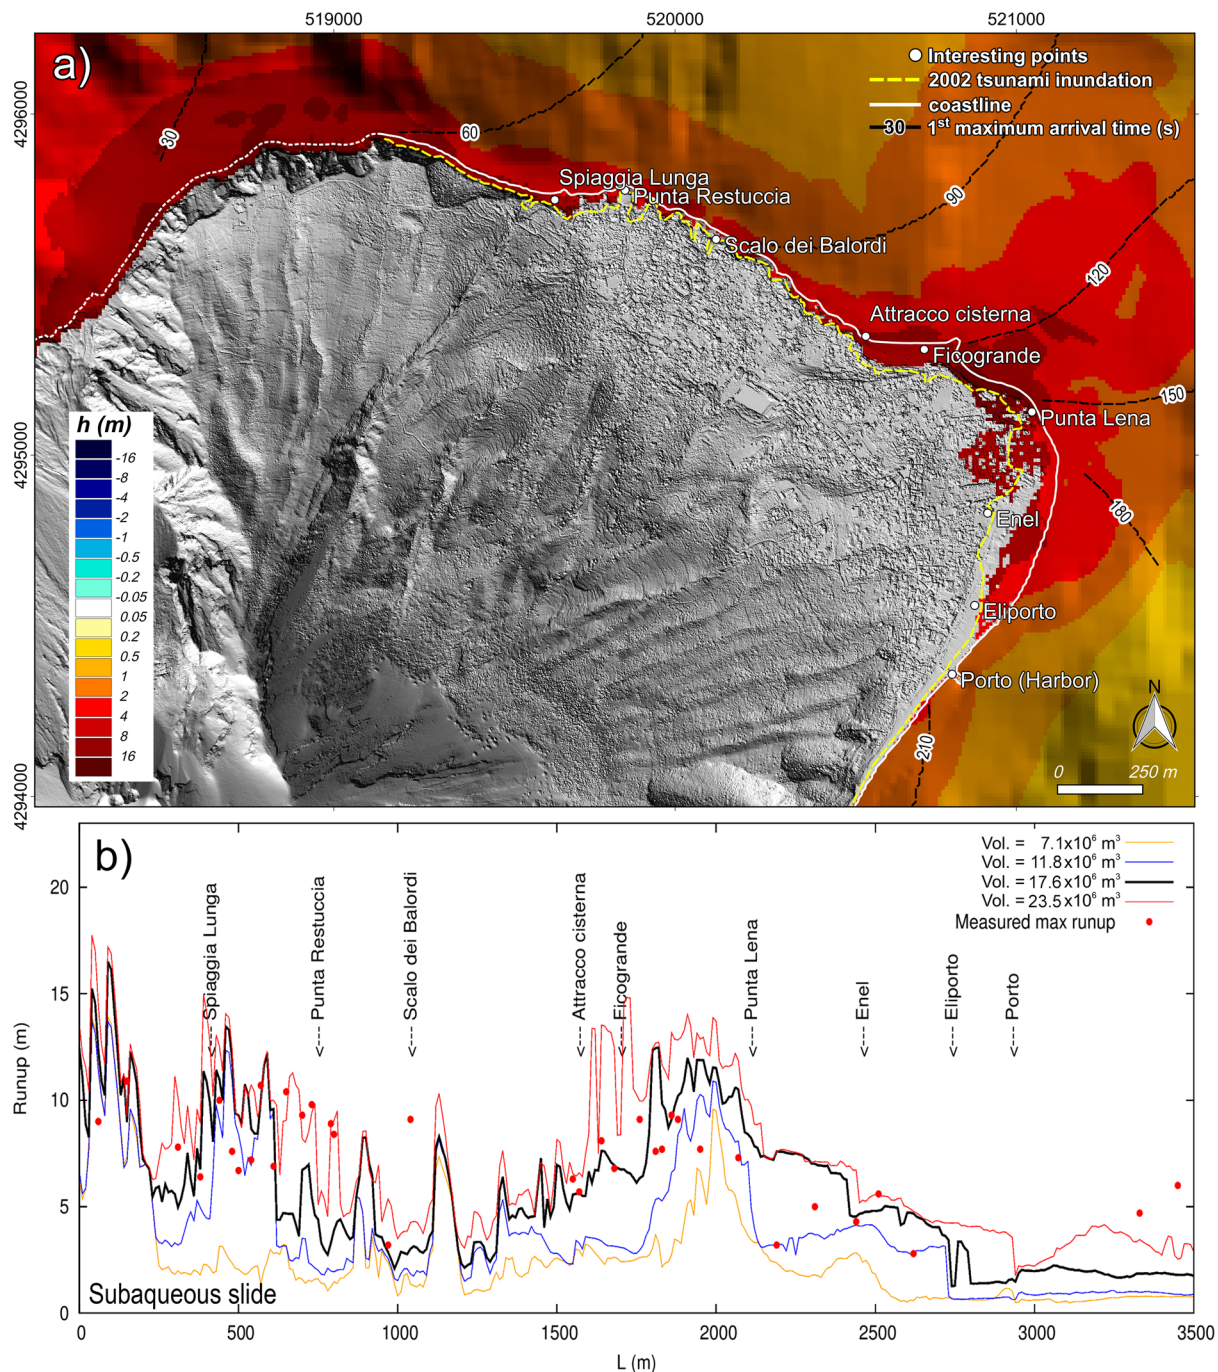 519000
520000
521000
a)
Interesting points
2002 tsunami inundation
coastline
30 1st maximum arrival time (s)
4296000
4295000
4294000
30
60
90
120
150
180
210
Spiaggia Lunga
Punta Restuccia
Scalo dei Balordi
Attracco cisterna
Ficogrande
Punta Lena
Enel
Eliporto
Porto (Harbor)
h (m)
-16
-8
-4
-2
-1
-0.5
-0.2
-0.05
0.05
0.2
0.5
1
2
4
8
16
N
0 250 m
b)
Vol. = 7.1x10⁶ m³
Vol. = 11.8x10⁶ m³
Vol. = 17.6x10⁶ m³
Vol. = 23.5x10⁶ m³
Measured max runup
<--- Spiaggia Lunga
<--- Punta Restuccia
<--- Scalo dei Balordi
<--- Attracco cisterna
<--- Ficogrande
<--- Punta Lena
<--- Enel
<--- Eliporto
<--- Porto
Runup (m)
20
15
10
5
0
Subaqueous slide
0 500 1000 1500 2000 2500 3000 3500
L (m)